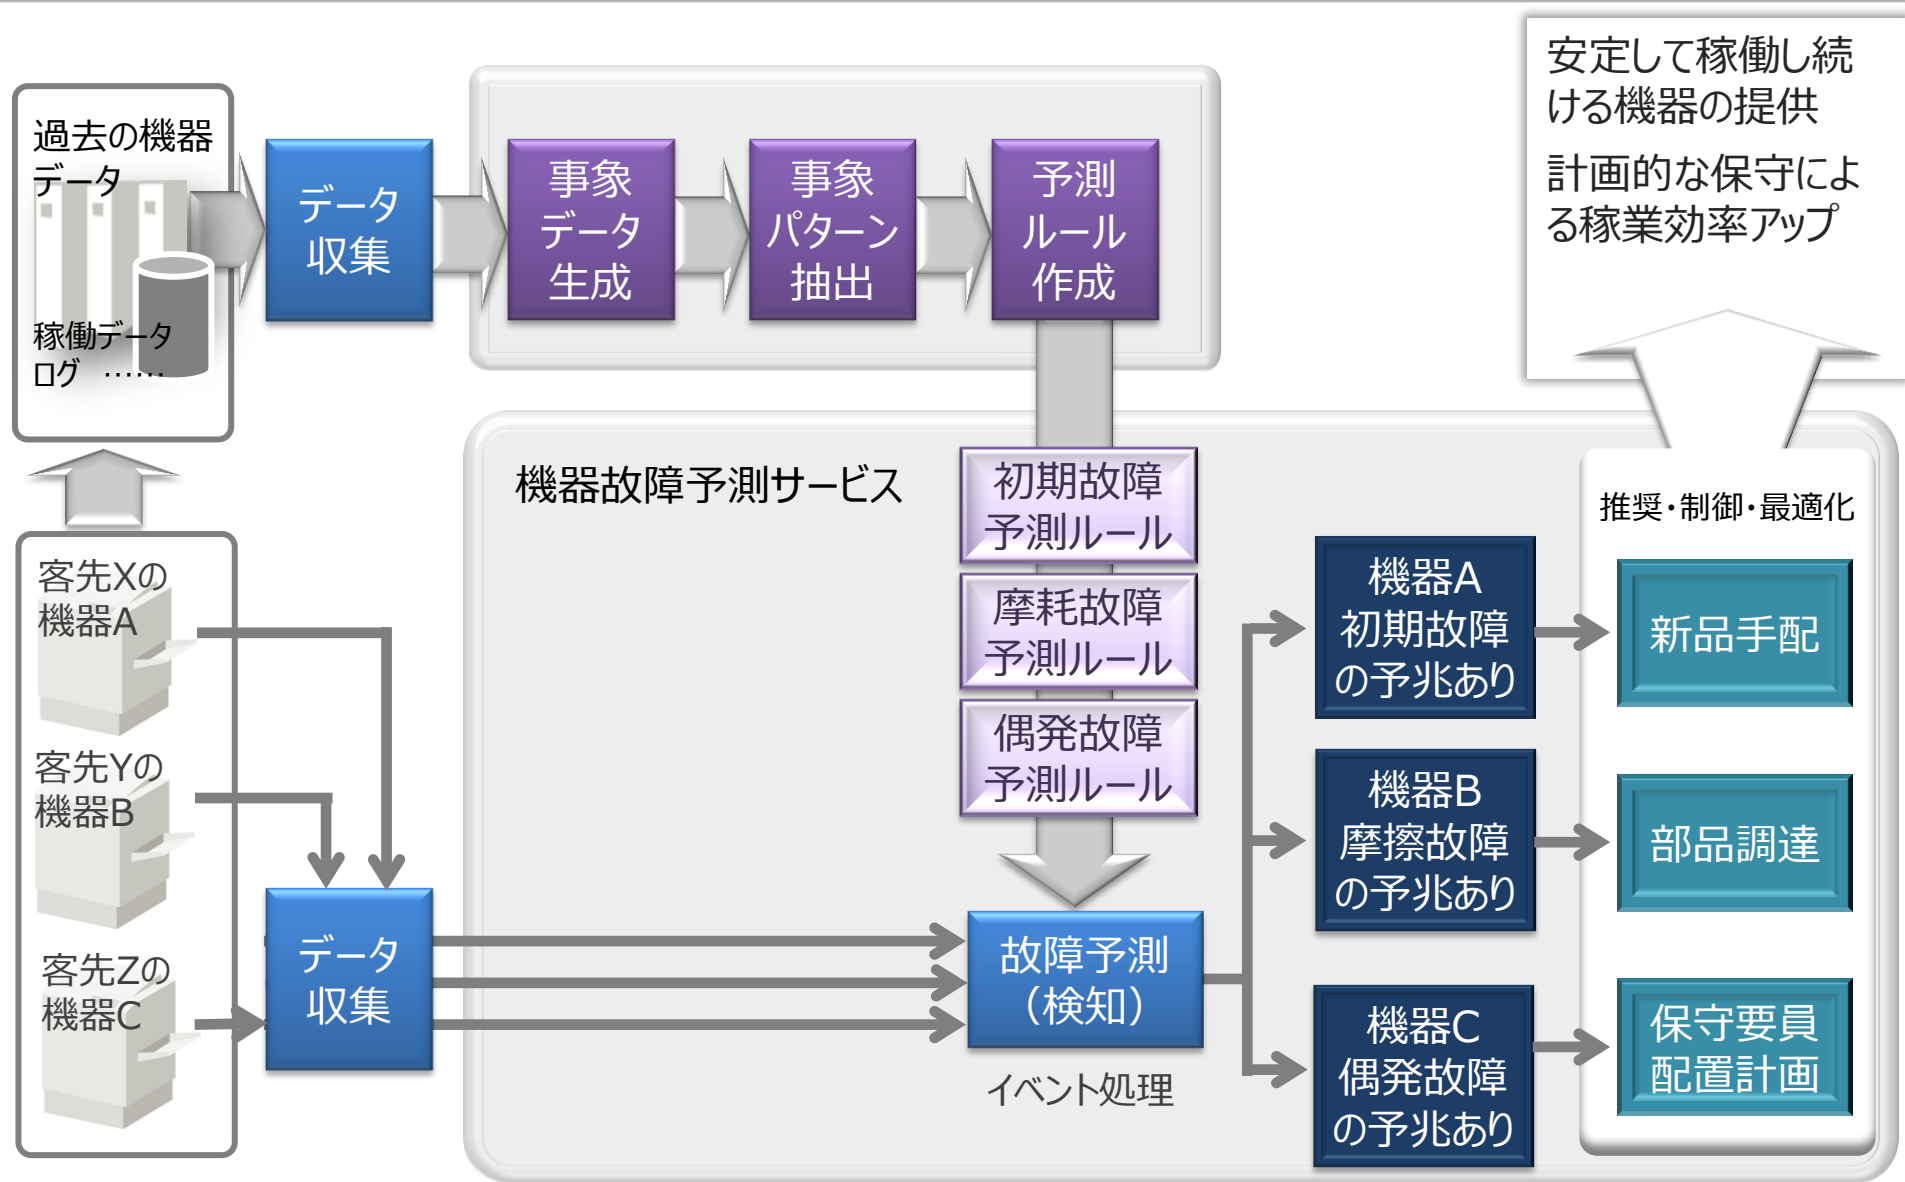 過去の機器
データ
稼働データ
ログ ……
データ
収集
事象
データ
生成
事象
パターン
抽出
予測
ルール
作成
安定して稼働し続
ける機器の提供
計画的な保守によ
る稼業効率アップ
機器故障予測サービス
初期故障
予測ルール
摩耗故障
予測ルール
偶発故障
予測ルール
客先Xの
機器A
客先Yの
機器B
客先Zの
機器C
データ
収集
故障予測
（検知）
イベント処理
機器A
初期故障
の予兆あり
機器B
摩擦故障
の予兆あり
機器C
偶発故障
の予兆あり
推奨・制御・最適化
新品手配
部品調達
保守要員
配置計画